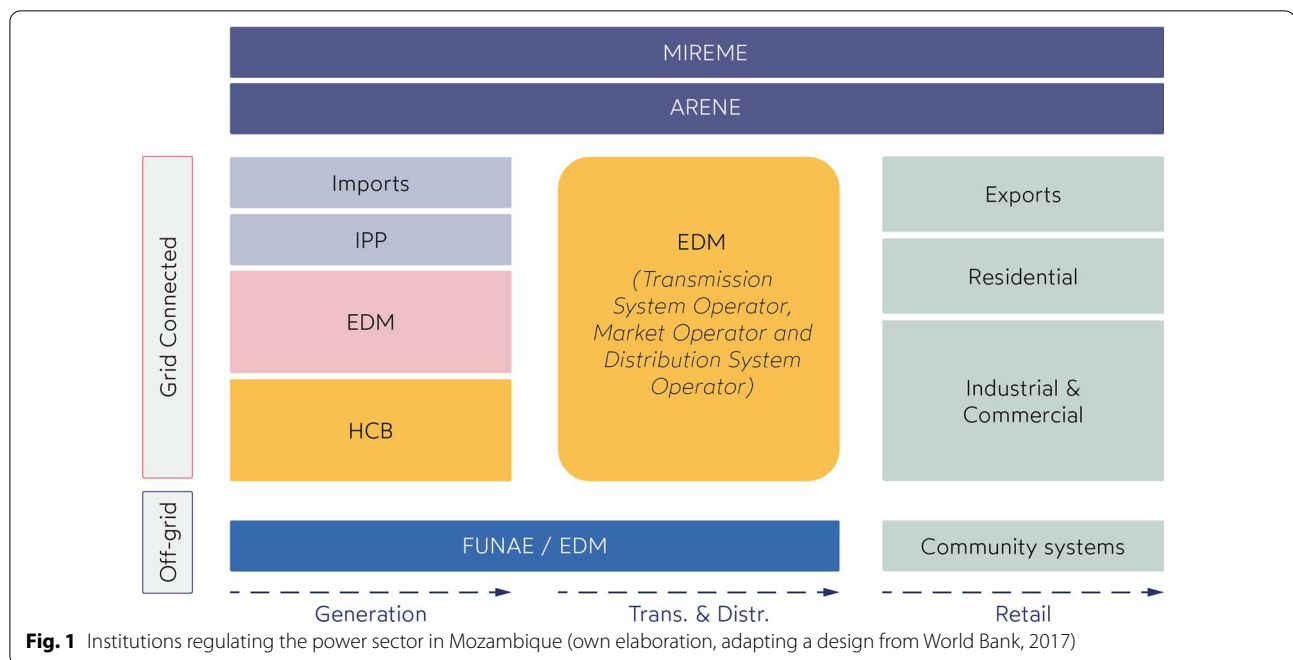 MIREME
ARENE
Grid Connected
Imports
IPP
EDM
HCB
EDM
(Transmission
System Operator,
Market Operator and
Distribution System
Operator)
Exports
Residential
Industrial &
Commercial
Off-grid
FUNAE / EDM
Community systems
Generation
Trans. & Distr.
Retail
Fig. 1 Institutions regulating the power sector in Mozambique (own elaboration, adapting a design from World Bank, 2017)